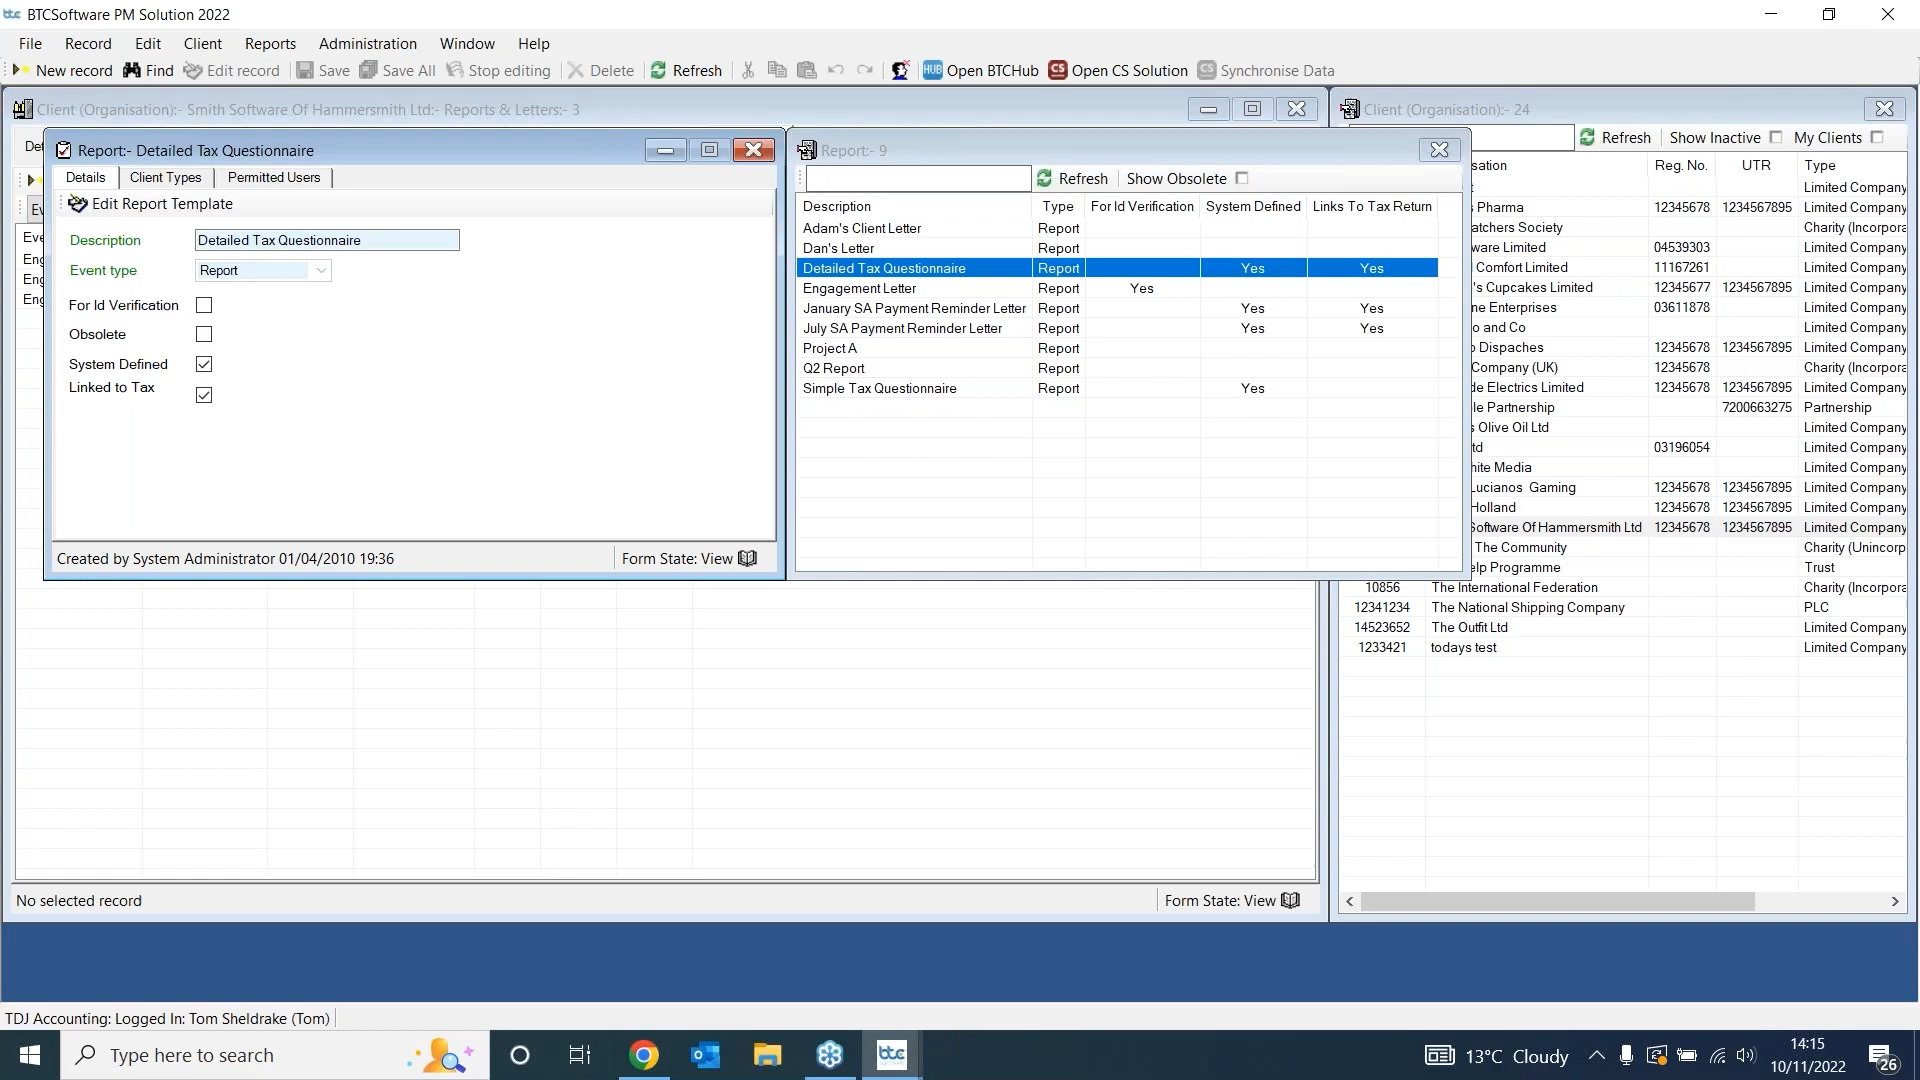 btc BTCSoftware PM Solution 2022
File Record Edit Client Reports Administration Window Help
New record Find Edit record Save Save All Stop editing Delete Refresh HUB Open BTCHub CS Open CS Solution CS Synchronise Data
Client (Organisation):- Smith Software Of Hammersmith Ltd:- Reports & Letters:- 3
Report:- Detailed Tax Questionnaire
Details Client Types Permitted Users
Edit Report Template
Description Detailed Tax Questionnaire
Event type Report
For Id Verification
Obsolete
System Defined
Linked to Tax
Created by System Administrator 01/04/2010 19:36 Form State: View
Report:- 9
Refresh Show Obsolete
Description Type For Id Verification System Defined Links To Tax Return
Adam's Client Letter Report
Dan's Letter Report
Detailed Tax Questionnaire Report Yes Yes
Engagement Letter Report Yes
January SA Payment Reminder Letter Report Yes Yes
July SA Payment Reminder Letter Report Yes Yes
Project A Report
Q2 Report Report
Simple Tax Questionnaire Report Yes
Client (Organisation):- 24
Refresh Show Inactive My Clients
sation Reg. No. UTR Type
t Limited Company
s Pharma 12345678 1234567895 Limited Company
atchers Society Charity (Incorpora
ware Limited 04539303 Limited Company
l Comfort Limited 11167261 Limited Company
's Cupcakes Limited 12345677 1234567895 Limited Company
ne Enterprises 03611878 Limited Company
o and Co Limited Company
o Dispaches 12345678 1234567895 Limited Company
Company (UK) 12345678 Charity (Incorpora
de Electrics Limited 12345678 1234567895 Limited Company
le Partnership 7200663275 Partnership
s Olive Oil Ltd Limited Company
td 03196054 Limited Company
hite Media Limited Company
Lucianos Gaming 12345678 1234567895 Limited Company
Holland 12345678 1234567895 Limited Company
Software Of Hammersmith Ltd 12345678 1234567895 Limited Company
The Community Charity (Unincorp
elp Programme Trust
10856 The International Federation Charity (Incorpora
12341234 The National Shipping Company PLC
14523652 The Outfit Ltd Limited Company
1233421 todays test Limited Company
Det
Ev
Eve
Eng
Eng
Eng
No selected record Form State: View
TDJ Accounting: Logged In: Tom Sheldrake (Tom)
Type here to search btc 13°C Cloudy 14:15
10/11/2022 26